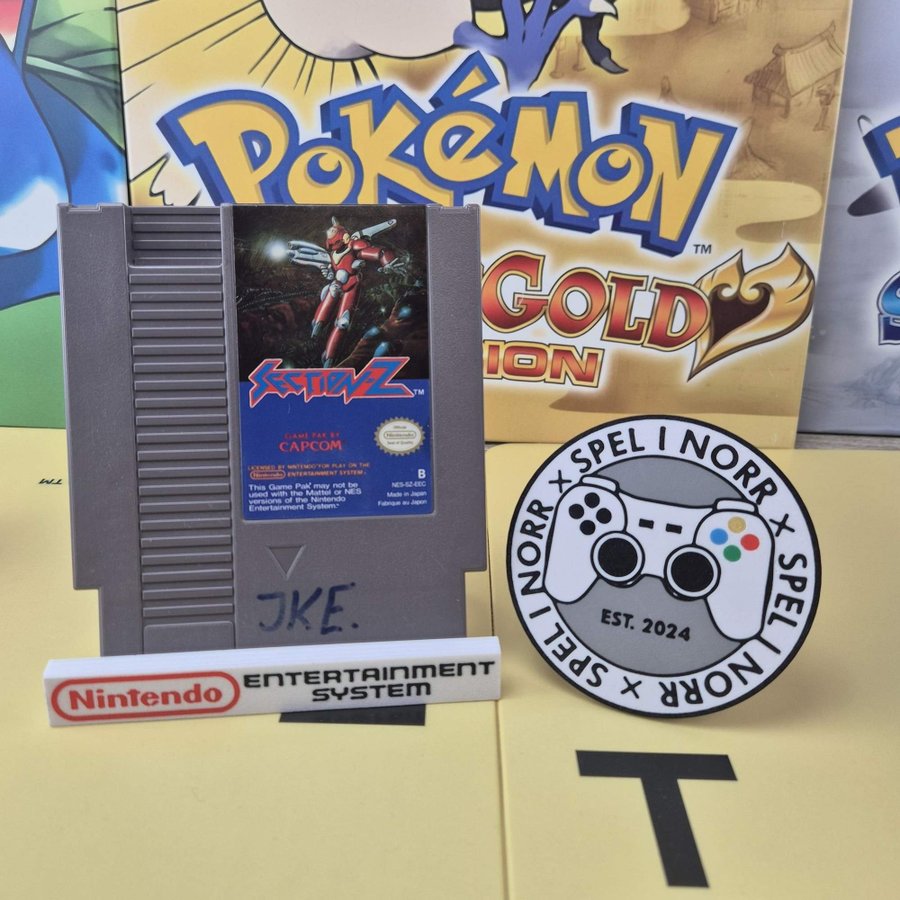 POKÉMON
TM
GOLD
ION
SECTION-Z
TM
GAME PAK BY
CAPCOM
Official
Nintendo
Seal of Quality
LICENSED BY NINTENDO FOR PLAY ON THE
Nintendo ENTERTAINMENT SYSTEM
This Game Pak may not be
used with the Mattel or NES
versions of the Nintendo
Entertainment System.
B
NES-SZ-EEC
Made in Japan
Fabrique au Japon
J.K.E.
Nintendo ENTERTAINMENT
SYSTEM
SPEL I NORR X SPEL I NORR X SPEL I NORR X
EST. 2024
TM
T